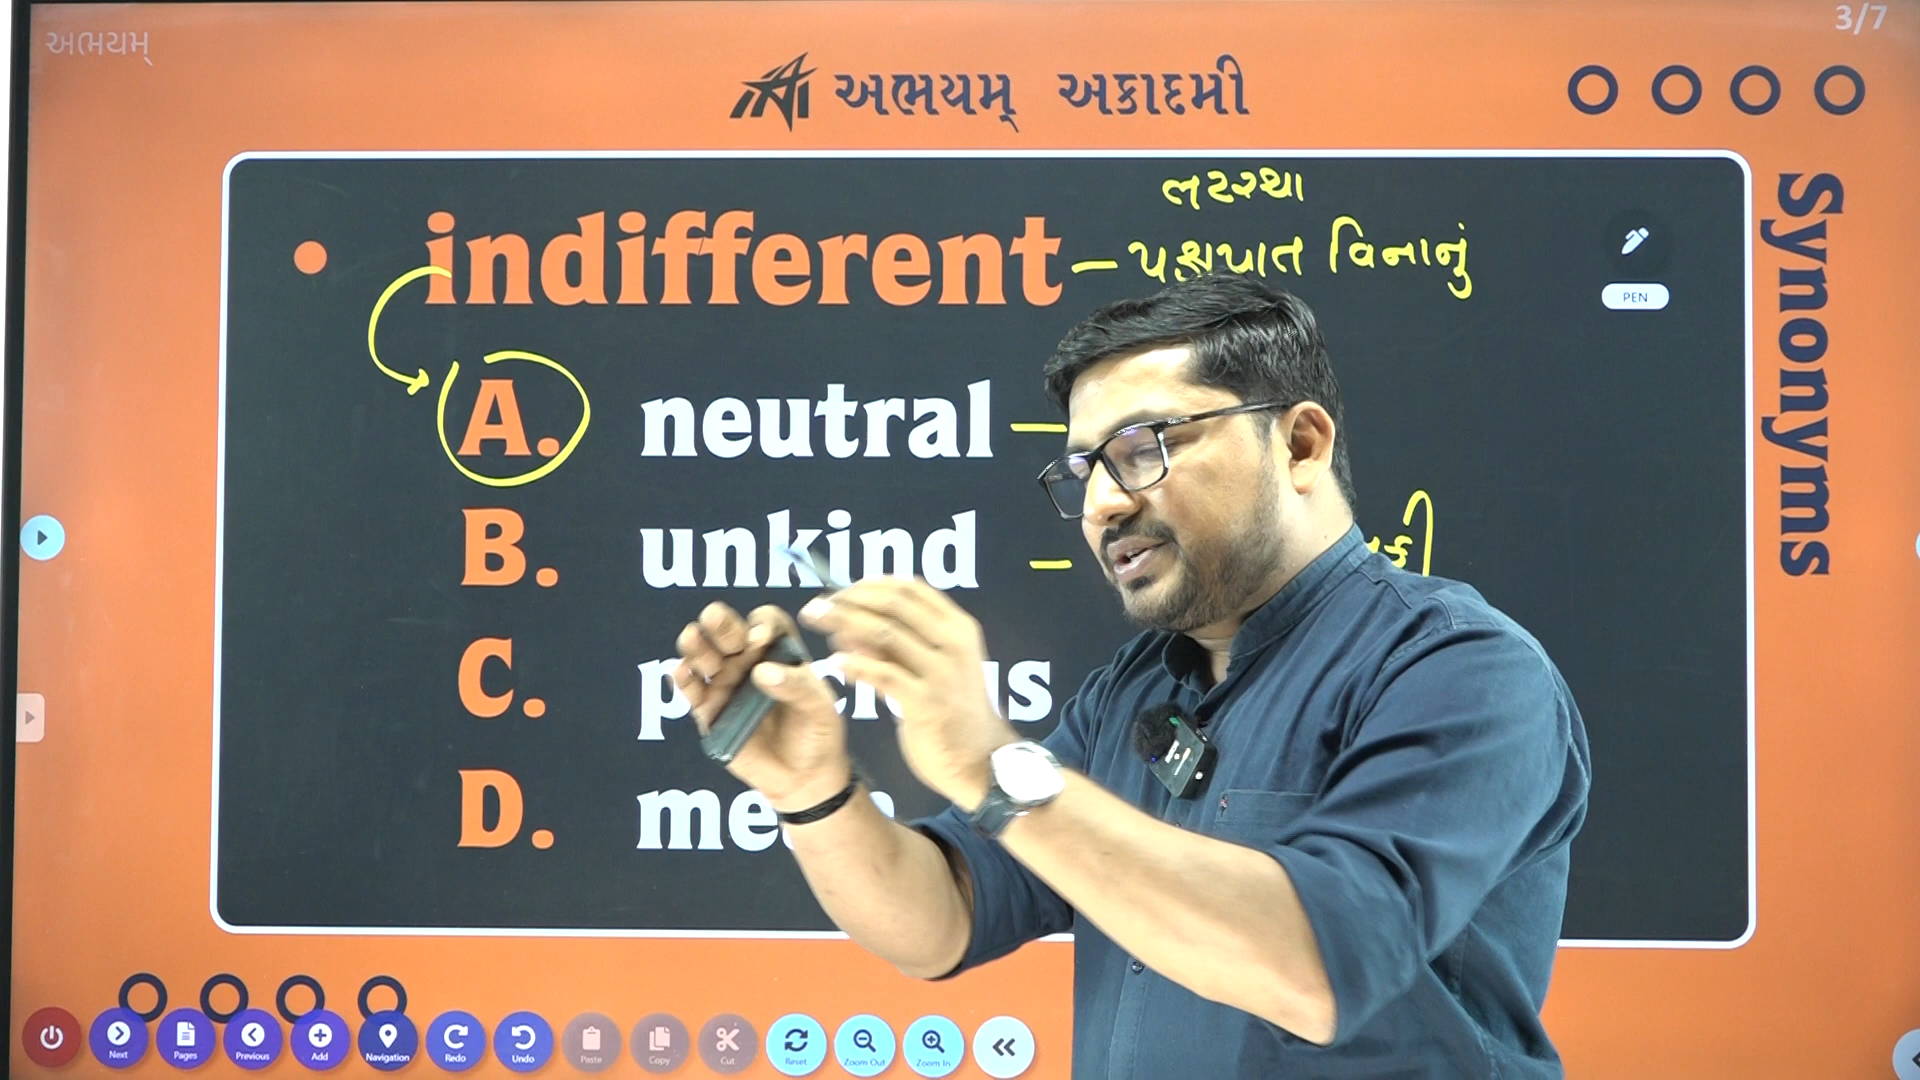 3/7
અભયમ્
અભયમ્ અકાદમી
Synonyms
તટસ્થા
• indifferent – પક્ષપાત વિનાનું
PEN
A. neutral –
B. unkind –
C.
D.
Next
Pages
Previous
Add
Navigation
Redo
Undo
Paste
Copy
Cut
Reset
Zoom Out
Zoom In